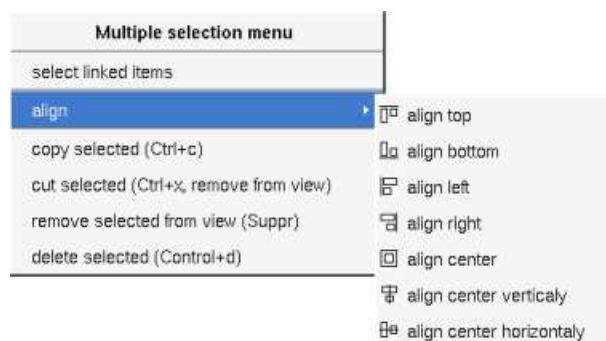 Multiple selection menu
select linked items
align
copy selected (Ctrl+c)
cut selected (Ctrl+x, remove from view)
remove selected from view (Suppr)
delete selected (Control+d)
align top
align bottom
align left
align right
align center
align center verticaly
align center horizontaly